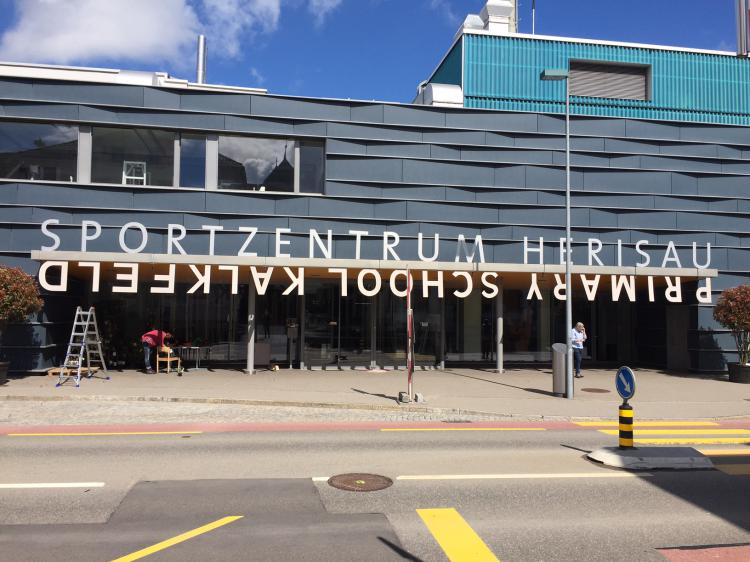 SPORTZENTRUM HERISAU
PRIMARY SCHOOL KALKFELD